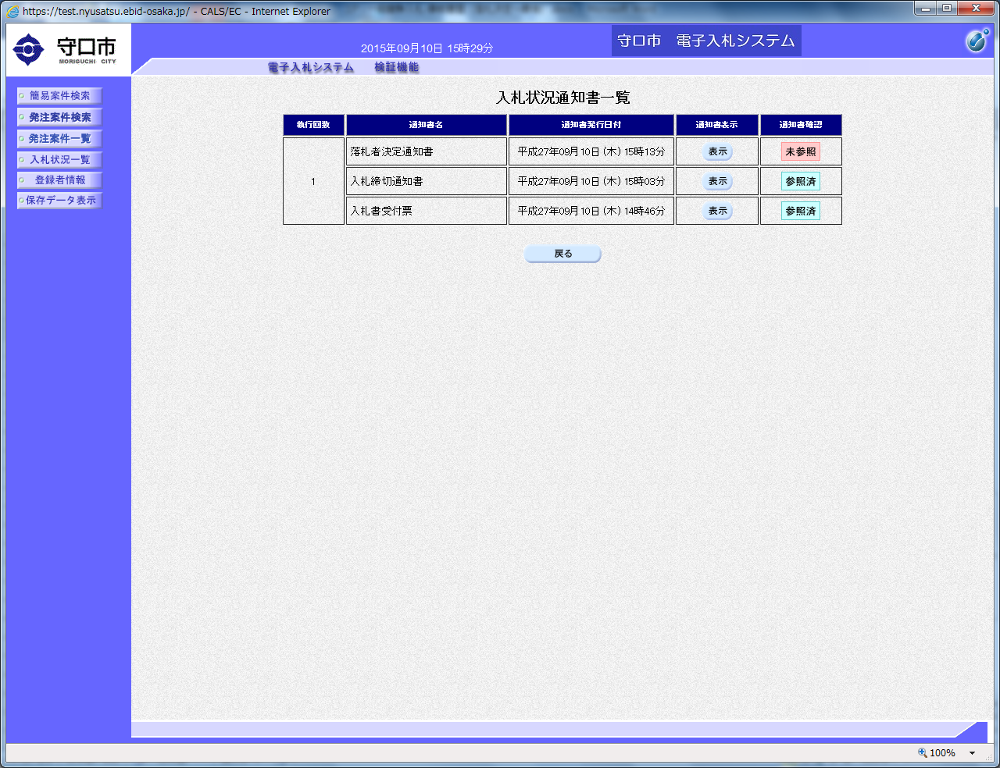 https://test.nyusatsu.ebid-osaka.jp/ - CALS/EC - Internet Explorer
守口市
MORIGUCHI CITY
2015年09月10日 15時29分
守口市 電子入札システム
電子入札システム 検証機能
簡易案件検索
発注案件検索
発注案件一覧
入札状況一覧
登録者情報
保存データ表示
入札状況通知書一覧
執行回数 通知書名 通知書発行日付 通知書表示 通知書確認
1
落札者決定通知書 平成27年09月10日 (木) 15時13分 表示 未参照
入札締切通知書 平成27年09月10日 (木) 15時03分 表示 参照済
入札書受付票 平成27年09月10日 (木) 14時46分 表示 参照済
戻る
100%